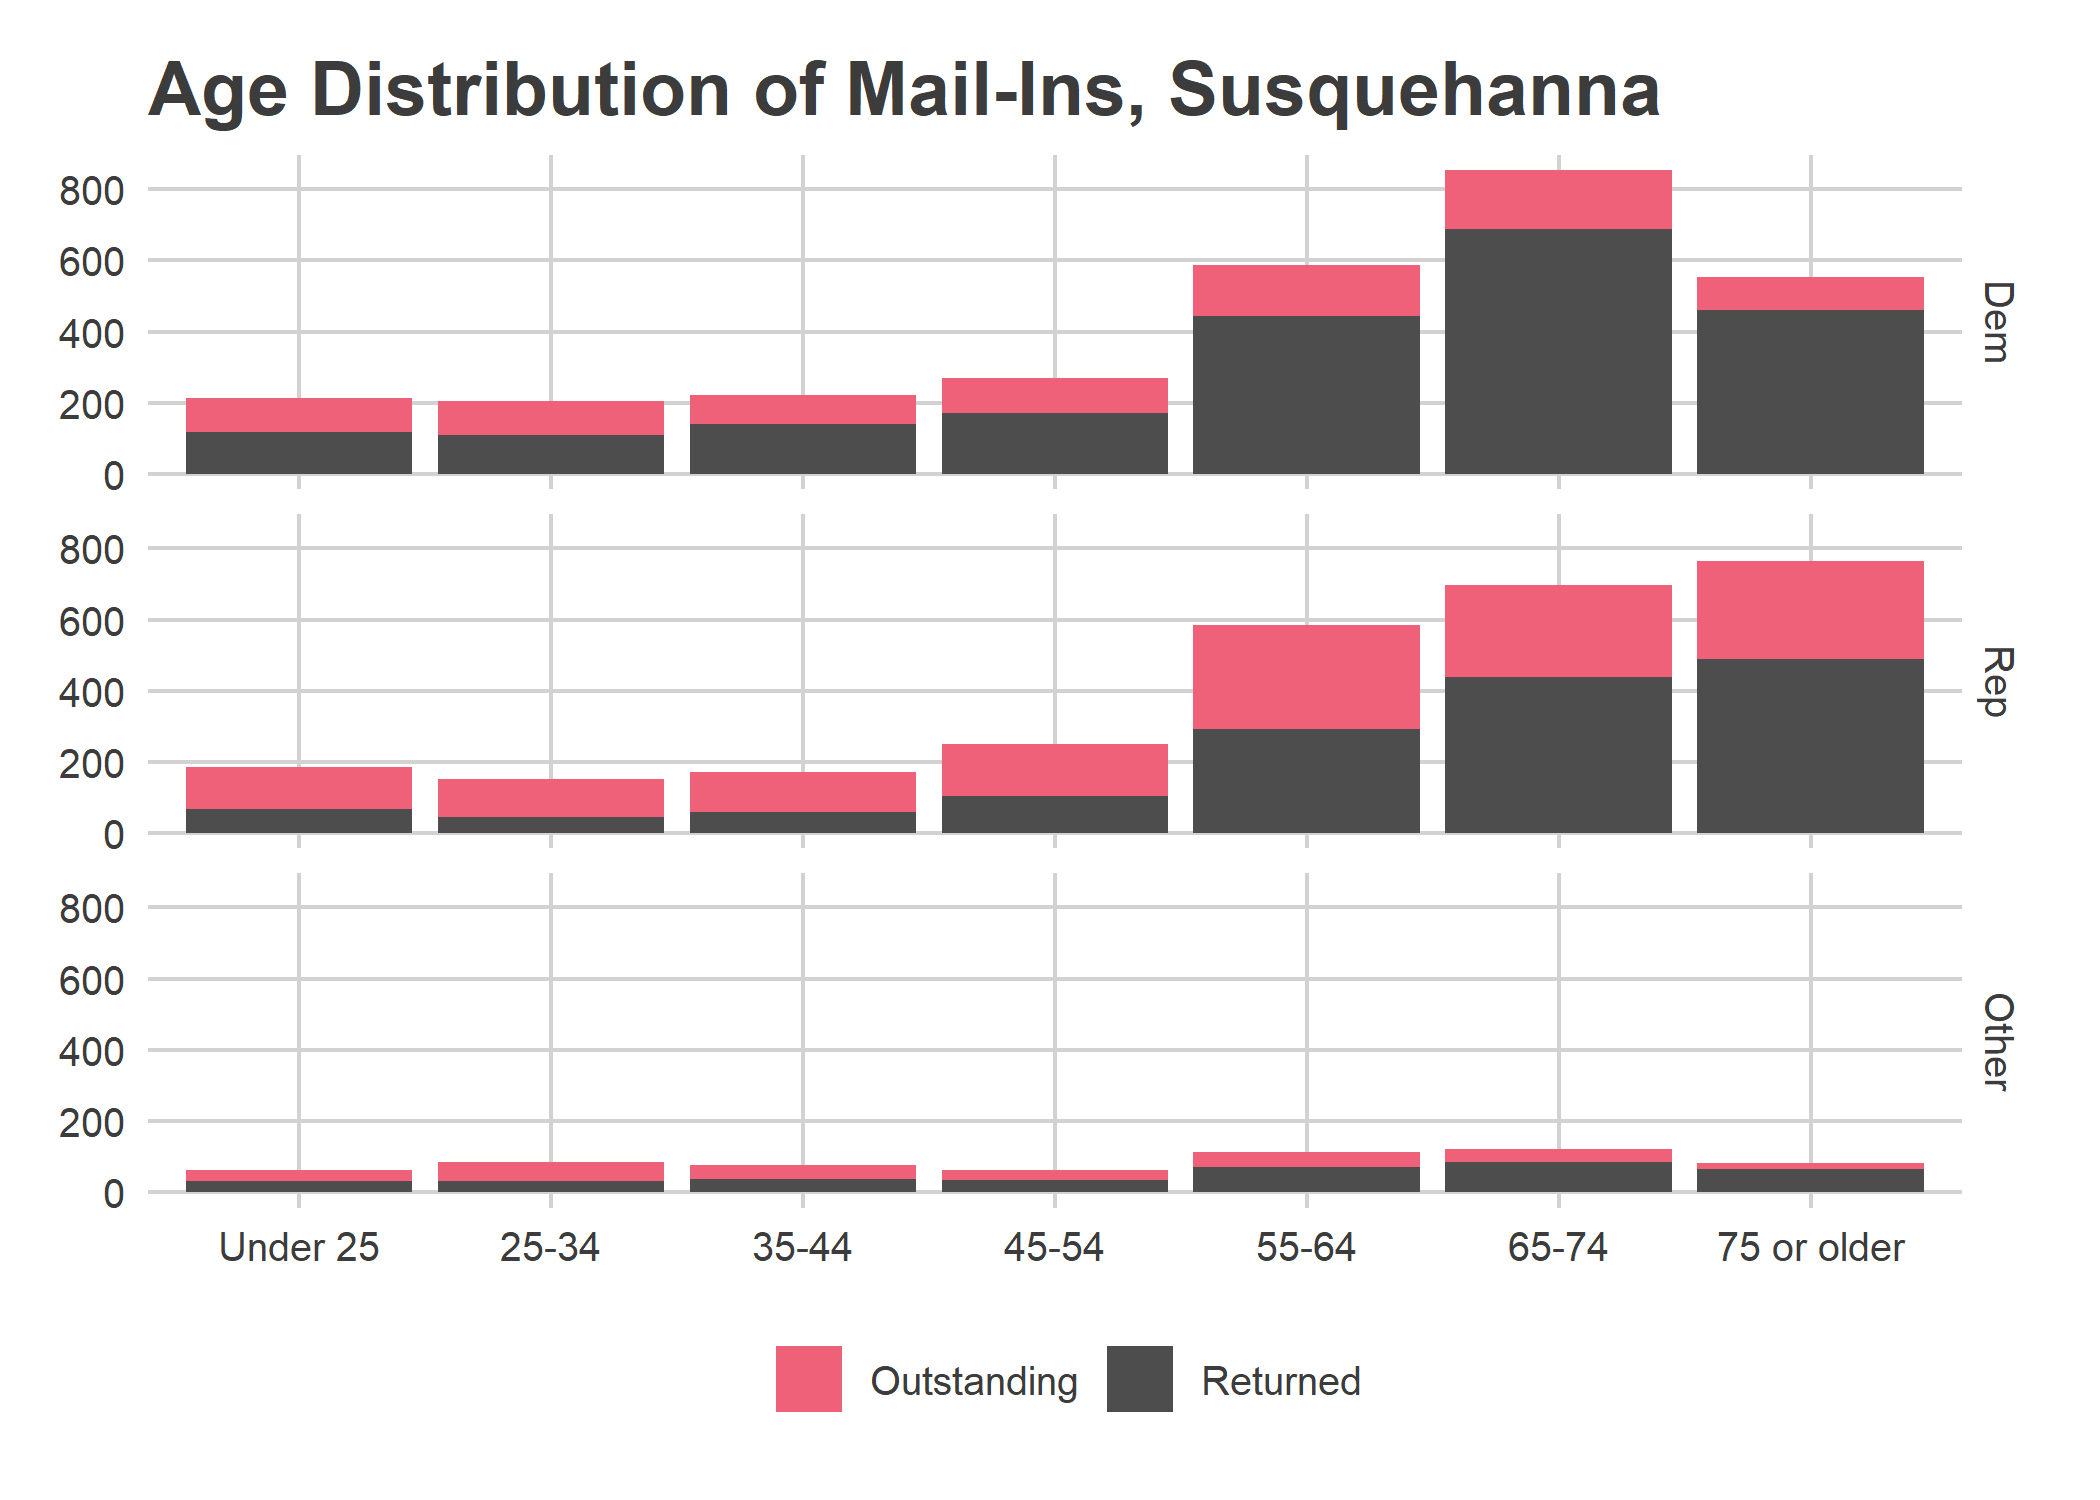 Age Distribution of Mail-Ins, Susquehanna
800
600
400
200
0
Dem
800
600
400
200
0
Rep
800
600
400
200
0
Other
Under 25 25-34 35-44 45-54 55-64 65-74 75 or older
Outstanding Returned